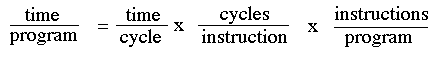 time/program = time/cycle x cycles/instruction x instructions/program